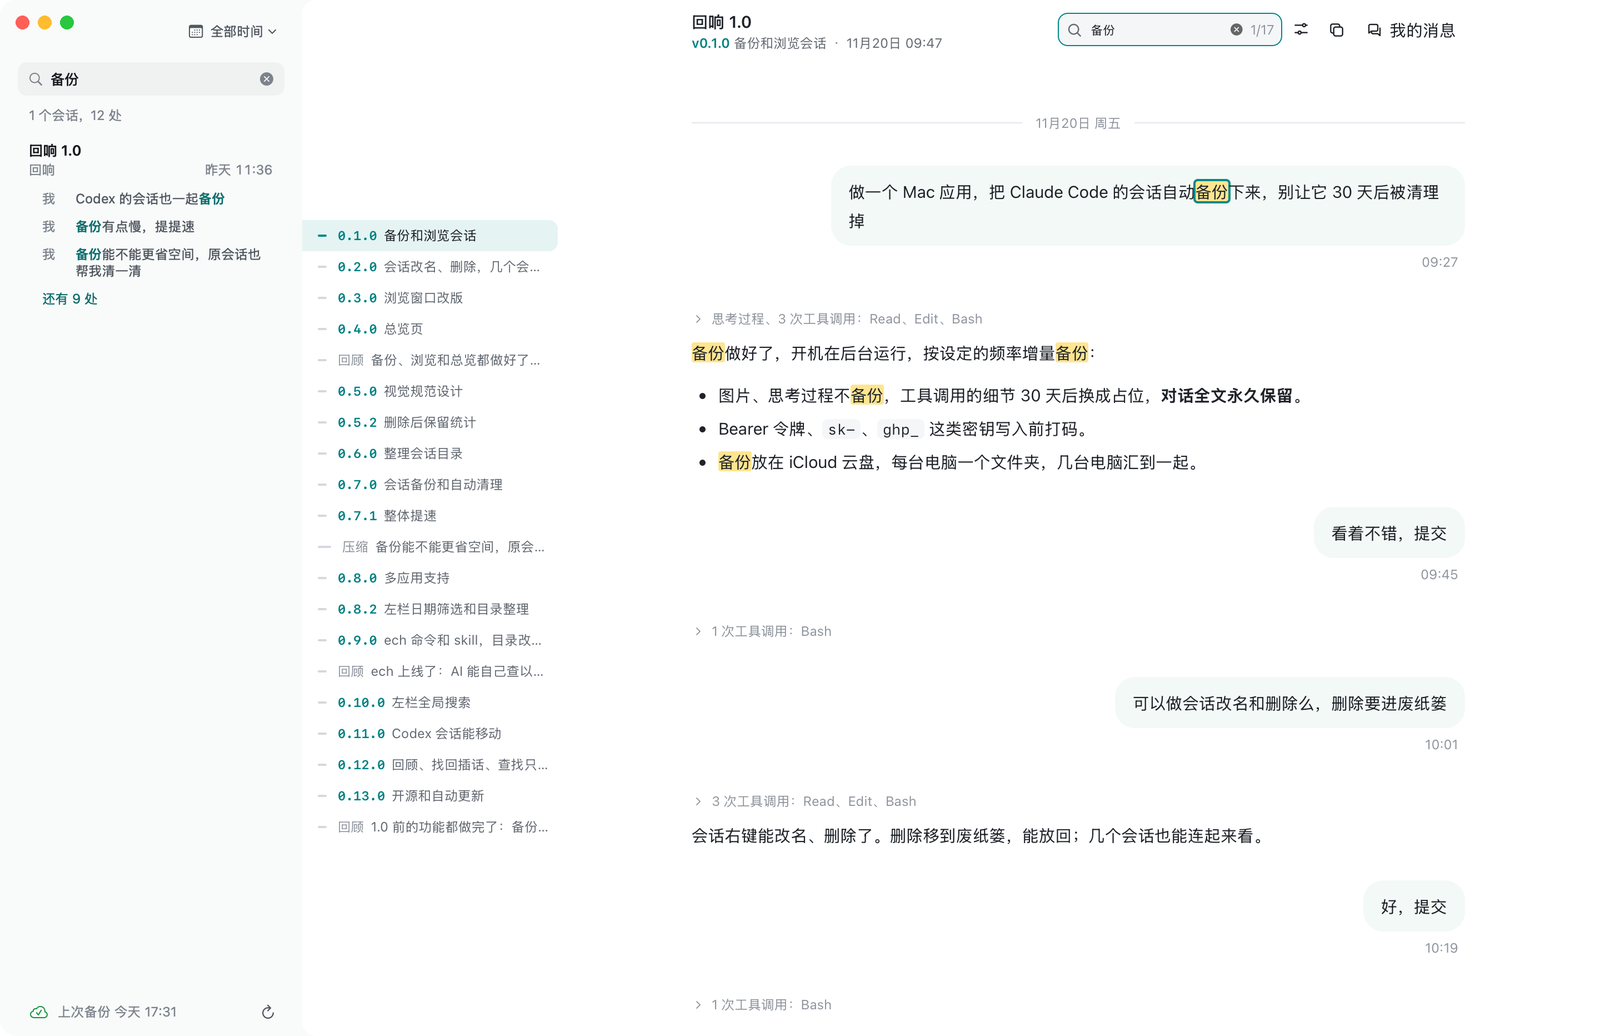 全部时间
备份
1 个会话，12 处
回响 1.0
回响 昨天 11:36
我 Codex 的会话也一起备份
我 备份有点慢，提提速
我 备份能不能更省空间，原会话也
帮我清一清
还有 9 处
上次备份 今天 17:31
0.1.0 备份和浏览会话
0.2.0 会话改名、删除，几个会...
0.3.0 浏览窗口改版
0.4.0 总览页
回顾 备份、浏览和总览都做好了...
0.5.0 视觉规范设计
0.5.2 删除后保留统计
0.6.0 整理会话目录
0.7.0 会话备份和自动清理
0.7.1 整体提速
压缩 备份能不能更省空间，原会...
0.8.0 多应用支持
0.8.2 左栏日期筛选和目录整理
0.9.0 ech 命令和 skill，目录改...
回顾 ech 上线了：AI 能自己查以...
0.10.0 左栏全局搜索
0.11.0 Codex 会话能移动
0.12.0 回顾、找回插话、查找只...
0.13.0 开源和自动更新
回顾 1.0 前的功能都做完了：备份...
回响 1.0
v0.1.0 备份和浏览会话 · 11月20日 09:47
备份 1/17 我的消息
11月20日 周五
做一个 Mac 应用，把 Claude Code 的会话自动备份下来，别让它 30 天后被清理
掉
09:27
思考过程、3 次工具调用：Read、Edit、Bash
备份做好了，开机在后台运行，按设定的频率增量备份：
• 图片、思考过程不备份，工具调用的细节 30 天后换成占位，对话全文永久保留。
• Bearer 令牌、 sk- 、 ghp_ 这类密钥写入前打码。
• 备份放在 iCloud 云盘，每台电脑一个文件夹，几台电脑汇到一起。
看着不错，提交
09:45
1 次工具调用：Bash
可以做会话改名和删除么，删除要进废纸篓
10:01
3 次工具调用：Read、Edit、Bash
会话右键能改名、删除了。删除移到废纸篓，能放回；几个会话也能连起来看。
好，提交
10:19
1 次工具调用：Bash